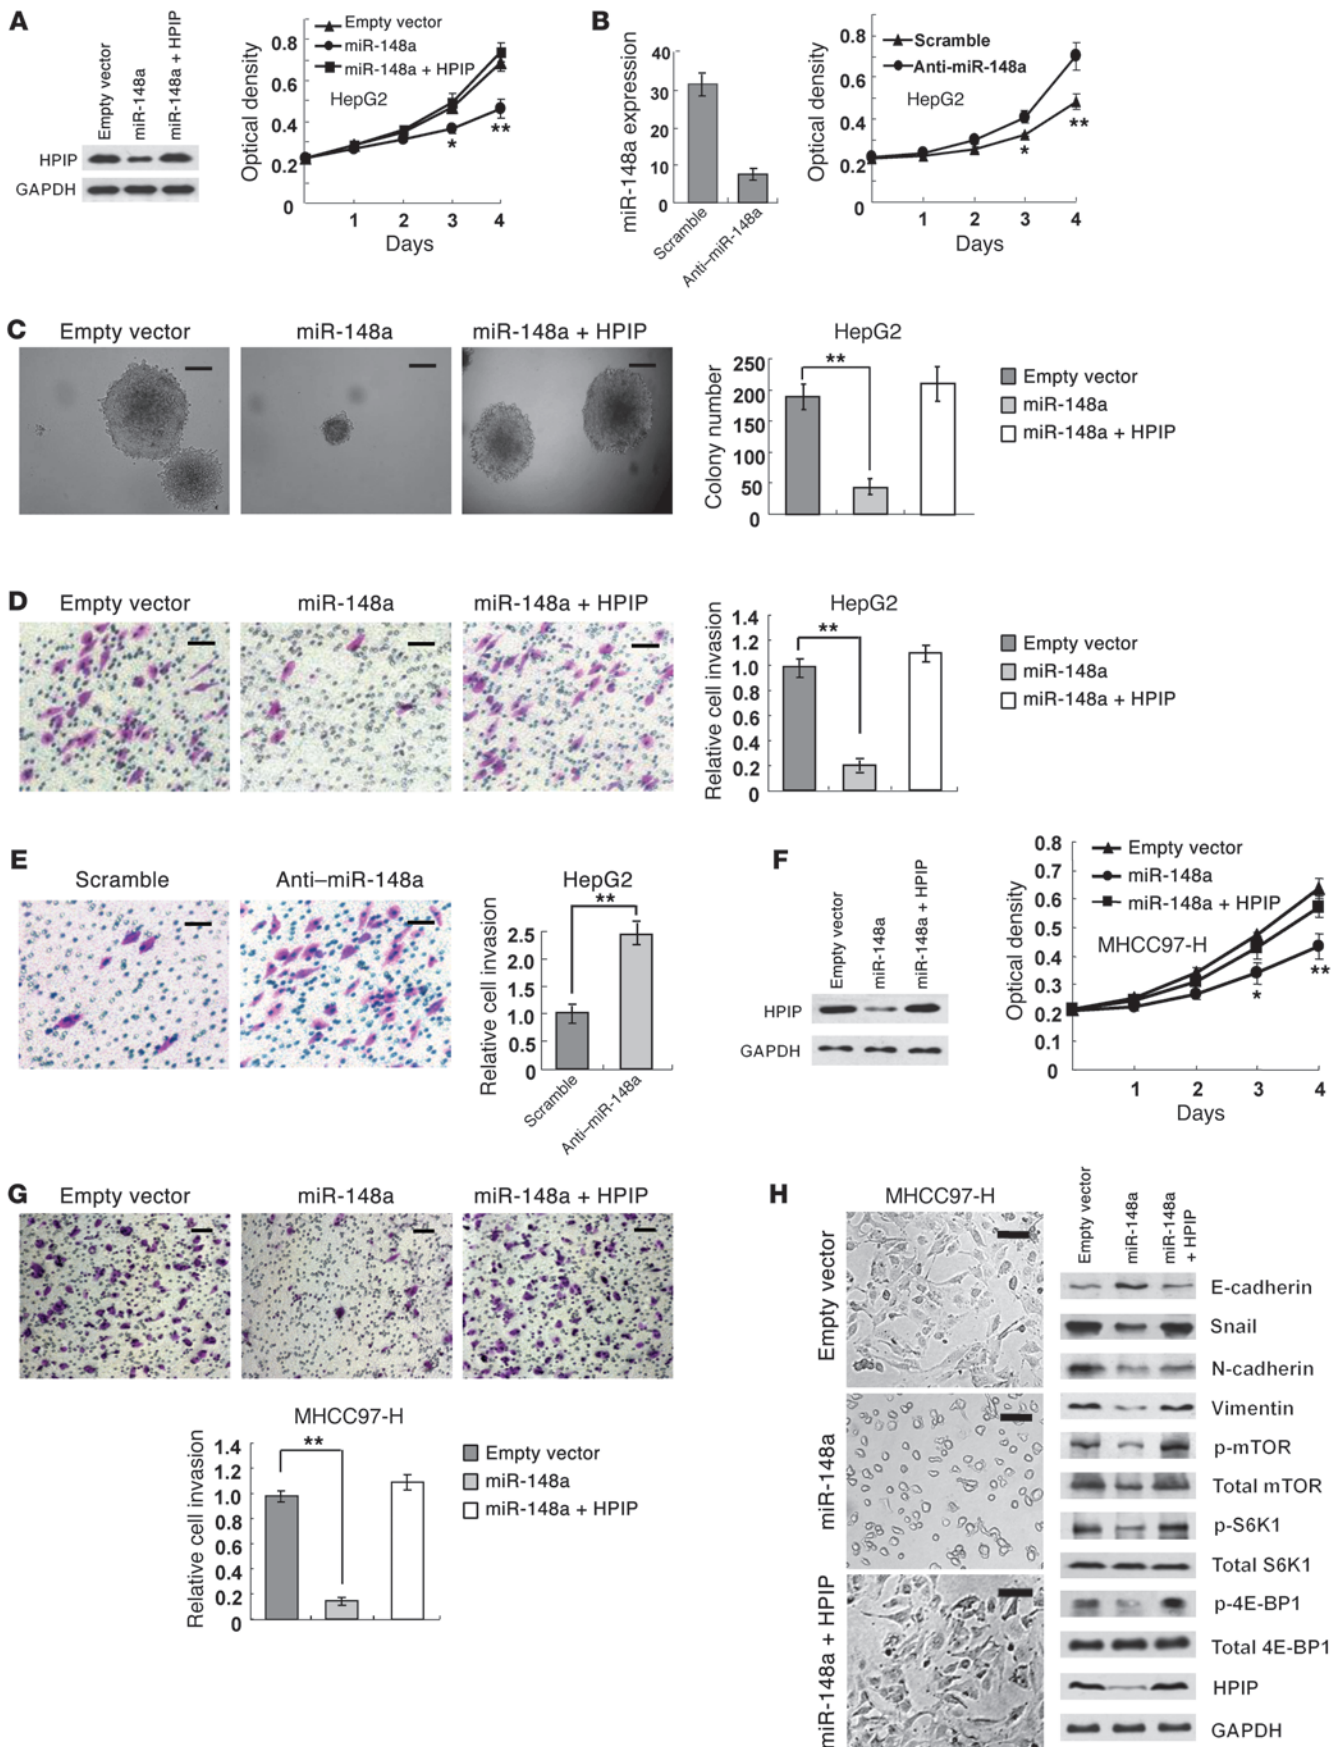 A
Empty vector
miR-148a
miR-148a + HPIP
HPIP
GAPDH
Optical density
0.8
0.6
0.4
0.2
0
Empty vector
miR-148a
miR-148a + HPIP
HepG2
*
**
1 2 3 4
Days
B
miR-148a expression
40
30
20
10
0
Scramble
Anti–miR-148a
Optical density
0.8
0.6
0.4
0.2
0
Scramble
Anti-miR-148a
HepG2
*
**
1 2 3 4
Days
C
Empty vector
miR-148a
miR-148a + HPIP
HepG2
Colony number
250
200
150
100
50
0
**
Empty vector
miR-148a
miR-148a + HPIP
D
Empty vector
miR-148a
miR-148a + HPIP
HepG2
Relative cell invasion
1.4
1.2
1.0
0.8
0.6
0.4
0.2
0
**
Empty vector
miR-148a
miR-148a + HPIP
E
Scramble
Anti–miR-148a
HepG2
Relative cell invasion
2.5
2.0
1.0
1.0
0.5
0
**
Scramble
Anti–miR-148a
F
Empty vector
miR-148a
miR-148a + HPIP
HPIP
GAPDH
Optical density
0.8
0.7
0.6
0.5
0.4
0.3
0.2
0.1
0
Empty vector
miR-148a
miR-148a + HPIP
MHCC97-H
*
**
1 2 3 4
Days
G
Empty vector
miR-148a
miR-148a + HPIP
MHCC97-H
Relative cell invasion
1.4
1.2
1.0
0.8
0.6
0.4
0.2
0
**
Empty vector
miR-148a
miR-148a + HPIP
H
MHCC97-H
Empty vector
miR-148a
miR-148a + HPIP
Empty vector
miR-148a
miR-148a
+ HPIP
E-cadherin
Snail
N-cadherin
Vimentin
p-mTOR
Total mTOR
p-S6K1
Total S6K1
p-4E-BP1
Total 4E-BP1
HPIP
GAPDH